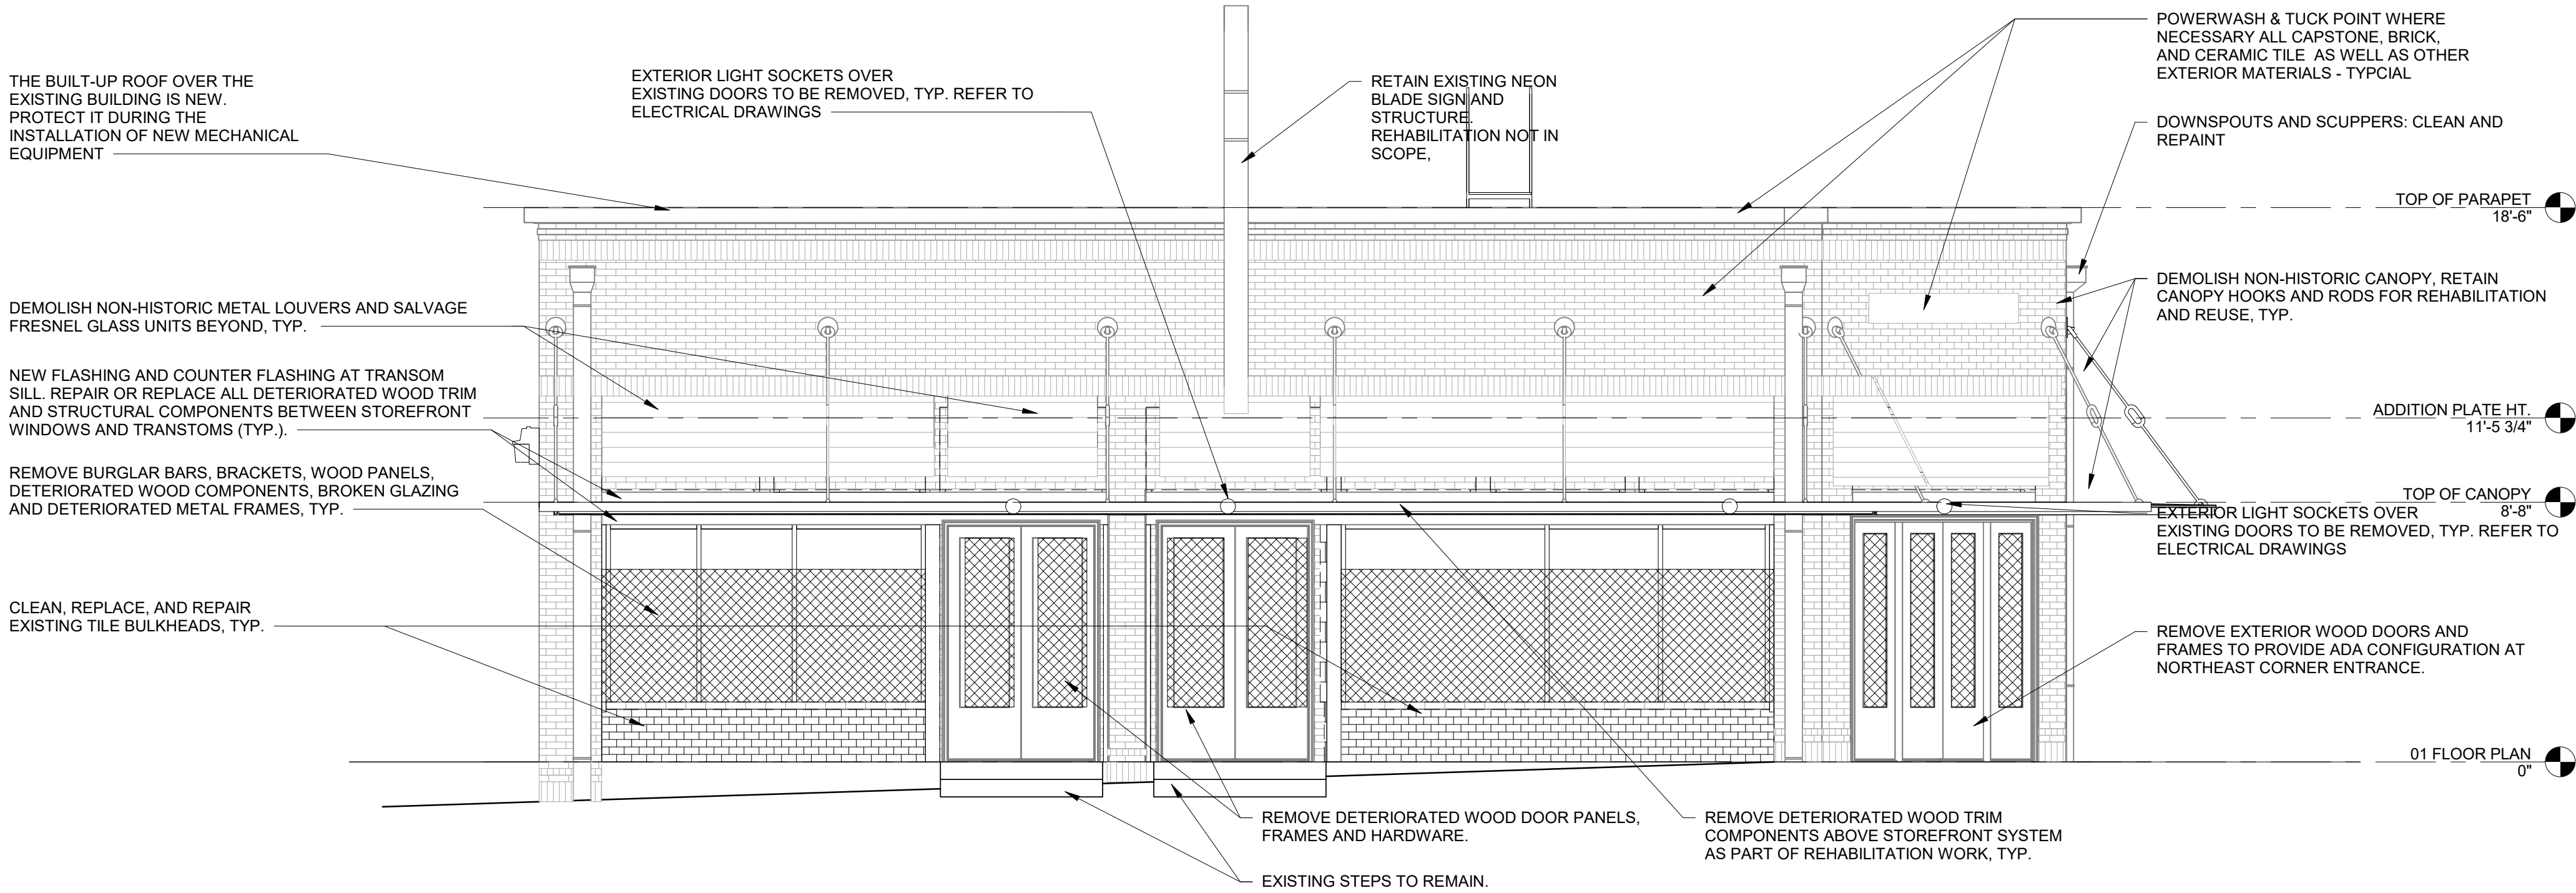 THE BUILT-UP ROOF OVER THE
EXISTING BUILDING IS NEW.
PROTECT IT DURING THE
INSTALLATION OF NEW MECHANICAL
EQUIPMENT
EXTERIOR LIGHT SOCKETS OVER
EXISTING DOORS TO BE REMOVED, TYP. REFER TO
ELECTRICAL DRAWINGS
RETAIN EXISTING NEON
BLADE SIGN AND
STRUCTURE.
REHABILITATION NOT IN
SCOPE,
POWERWASH & TUCK POINT WHERE
NECESSARY ALL CAPSTONE, BRICK,
AND CERAMIC TILE AS WELL AS OTHER
EXTERIOR MATERIALS - TYPCIAL
DOWNSPOUTS AND SCUPPERS: CLEAN AND
REPAINT
TOP OF PARAPET
18'-6"
DEMOLISH NON-HISTORIC CANOPY, RETAIN
CANOPY HOOKS AND RODS FOR REHABILITATION
AND REUSE, TYP.
DEMOLISH NON-HISTORIC METAL LOUVERS AND SALVAGE
FRESNEL GLASS UNITS BEYOND, TYP.
NEW FLASHING AND COUNTER FLASHING AT TRANSOM
SILL. REPAIR OR REPLACE ALL DETERIORATED WOOD TRIM
AND STRUCTURAL COMPONENTS BETWEEN STOREFRONT
WINDOWS AND TRANSTOMS (TYP.).
ADDITION PLATE HT.
11'-5 3/4"
REMOVE BURGLAR BARS, BRACKETS, WOOD PANELS,
DETERIORATED WOOD COMPONENTS, BROKEN GLAZING
AND DETERIORATED METAL FRAMES, TYP.
TOP OF CANOPY
8'-8"
EXTERIOR LIGHT SOCKETS OVER
EXISTING DOORS TO BE REMOVED, TYP. REFER TO
ELECTRICAL DRAWINGS
CLEAN, REPLACE, AND REPAIR
EXISTING TILE BULKHEADS, TYP.
REMOVE EXTERIOR WOOD DOORS AND
FRAMES TO PROVIDE ADA CONFIGURATION AT
NORTHEAST CORNER ENTRANCE.
01 FLOOR PLAN
0"
REMOVE DETERIORATED WOOD DOOR PANELS,
FRAMES AND HARDWARE.
REMOVE DETERIORATED WOOD TRIM
COMPONENTS ABOVE STOREFRONT SYSTEM
AS PART OF REHABILITATION WORK, TYP.
EXISTING STEPS TO REMAIN.